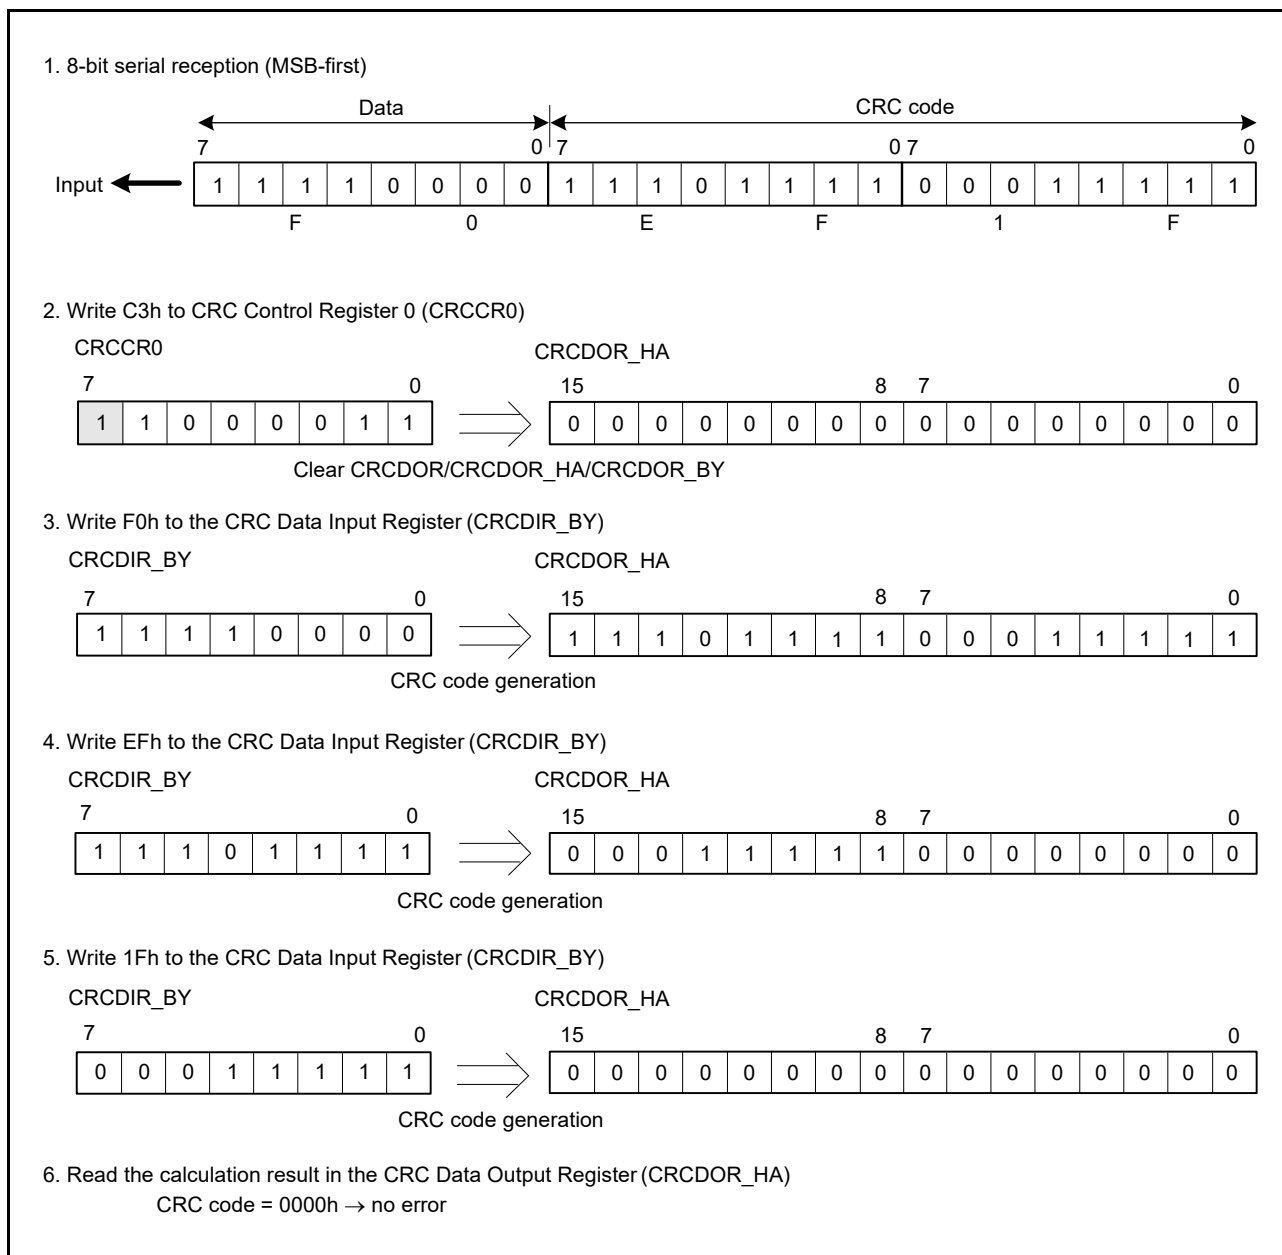 1. 8-bit serial reception (MSB-first)
Data CRC code
7 0 7 0 7 0
Input 1 1 1 1 0 0 0 0 1 1 1 0 1 1 1 1 0 0 0 1 1 1 1 1
F 0 E F 1 F
2. Write C3h to CRC Control Register 0 (CRCCR0)
CRCCR0 CRCDOR_HA
7 0 15 8 7 0
1 1 0 0 0 0 1 1 0 0 0 0 0 0 0 0 0 0 0 0 0 0 0 0
Clear CRCDOR/CRCDOR_HA/CRCDOR_BY
3. Write F0h to the CRC Data Input Register (CRCDIR_BY)
CRCDIR_BY CRCDOR_HA
7 0 15 8 7 0
1 1 1 1 0 0 0 0 1 1 1 0 1 1 1 1 0 0 0 1 1 1 1 1
CRC code generation
4. Write EFh to the CRC Data Input Register (CRCDIR_BY)
CRCDIR_BY CRCDOR_HA
7 0 15 8 7 0
1 1 1 0 1 1 1 1 0 0 0 1 1 1 1 1 0 0 0 0 0 0 0 0
CRC code generation
5. Write 1Fh to the CRC Data Input Register (CRCDIR_BY)
CRCDIR_BY CRCDOR_HA
7 0 15 8 7 0
0 0 0 1 1 1 1 1 0 0 0 0 0 0 0 0 0 0 0 0 0 0 0 0
CRC code generation
6. Read the calculation result in the CRC Data Output Register (CRCDOR_HA)
CRC code = 0000h → no error